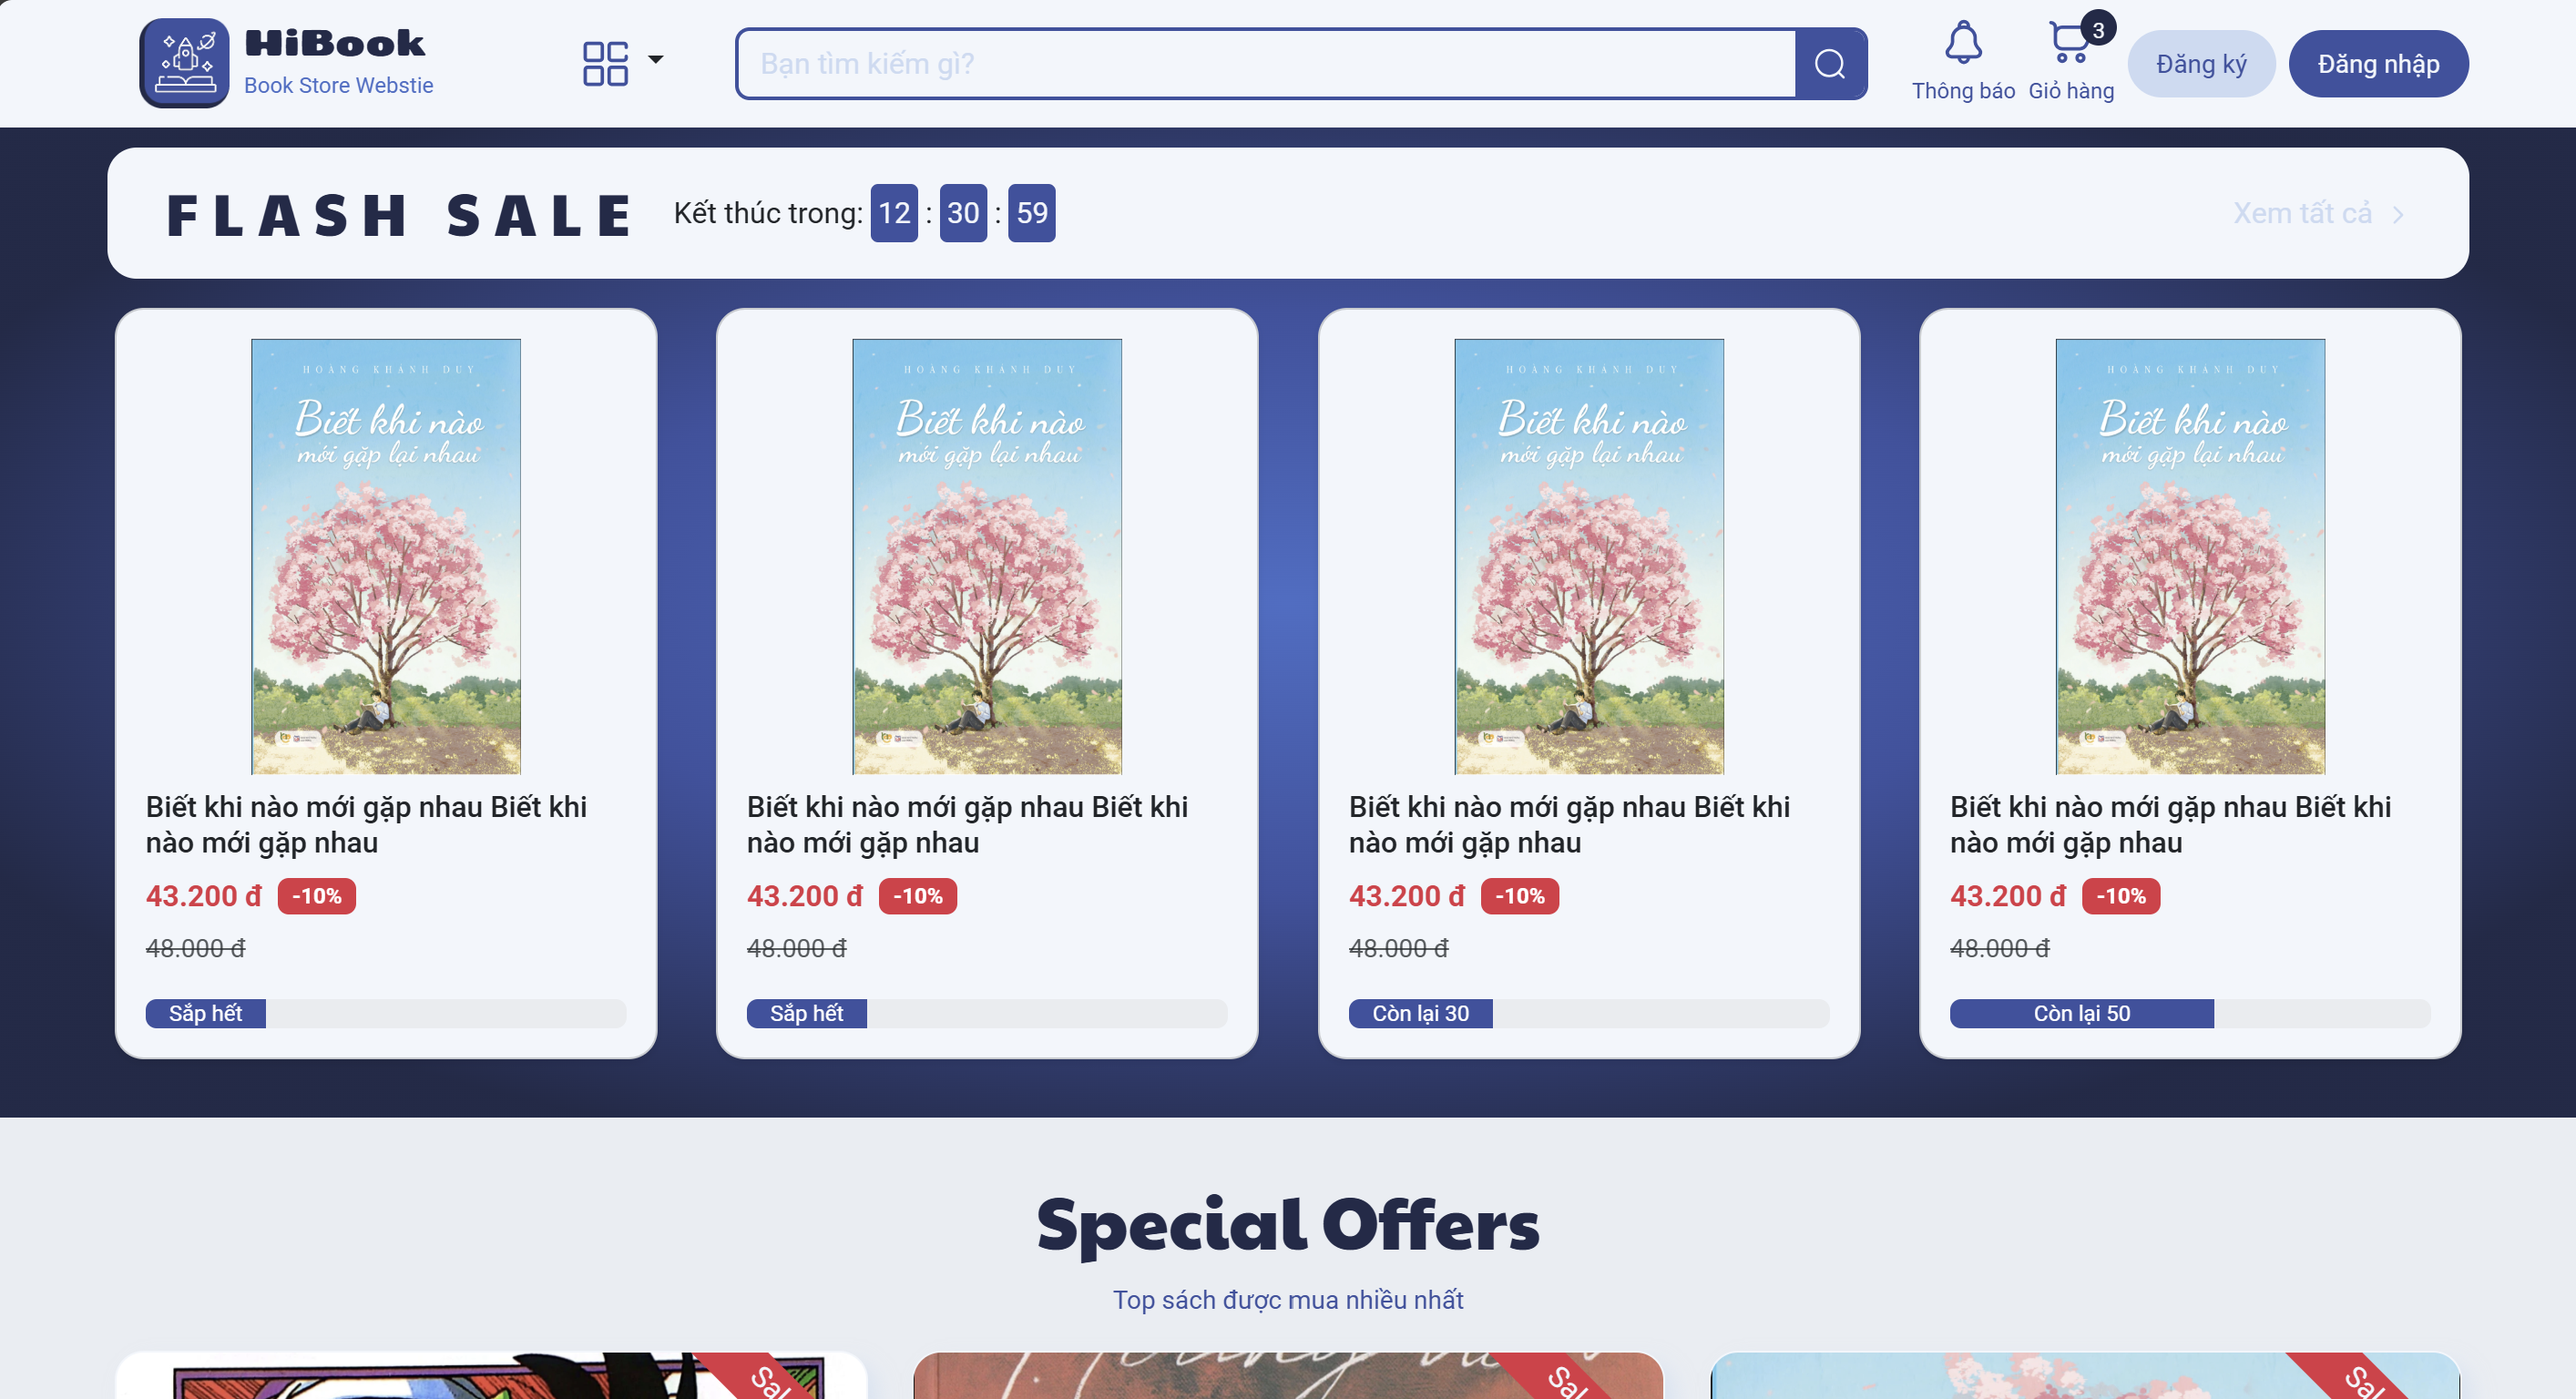 HiBook
Book Store Webstie
Bạn tìm kiếm gì?
3
Thông báo
Giỏ hàng
Đăng ký
Đăng nhập
FLASH SALE
Kết thúc trong: 12 : 30 : 59
Xem tất cả
HOÀNG KHÁNH DUY
Biết khi nào
mới gặp lại nhau
Biết khi nào mới gặp nhau Biết khi
nào mới gặp nhau
43.200 đ -10%
48.000 đ
Sắp hết
HOÀNG KHÁNH DUY
Biết khi nào
mới gặp lại nhau
Biết khi nào mới gặp nhau Biết khi
nào mới gặp nhau
43.200 đ -10%
48.000 đ
Sắp hết
HOÀNG KHÁNH DUY
Biết khi nào
mới gặp lại nhau
Biết khi nào mới gặp nhau Biết khi
nào mới gặp nhau
43.200 đ -10%
48.000 đ
Còn lại 30
HOÀNG KHÁNH DUY
Biết khi nào
mới gặp lại nhau
Biết khi nào mới gặp nhau Biết khi
nào mới gặp nhau
43.200 đ -10%
48.000 đ
Còn lại 50
Special Offers
Top sách được mua nhiều nhất
Sal
Sal
Sal